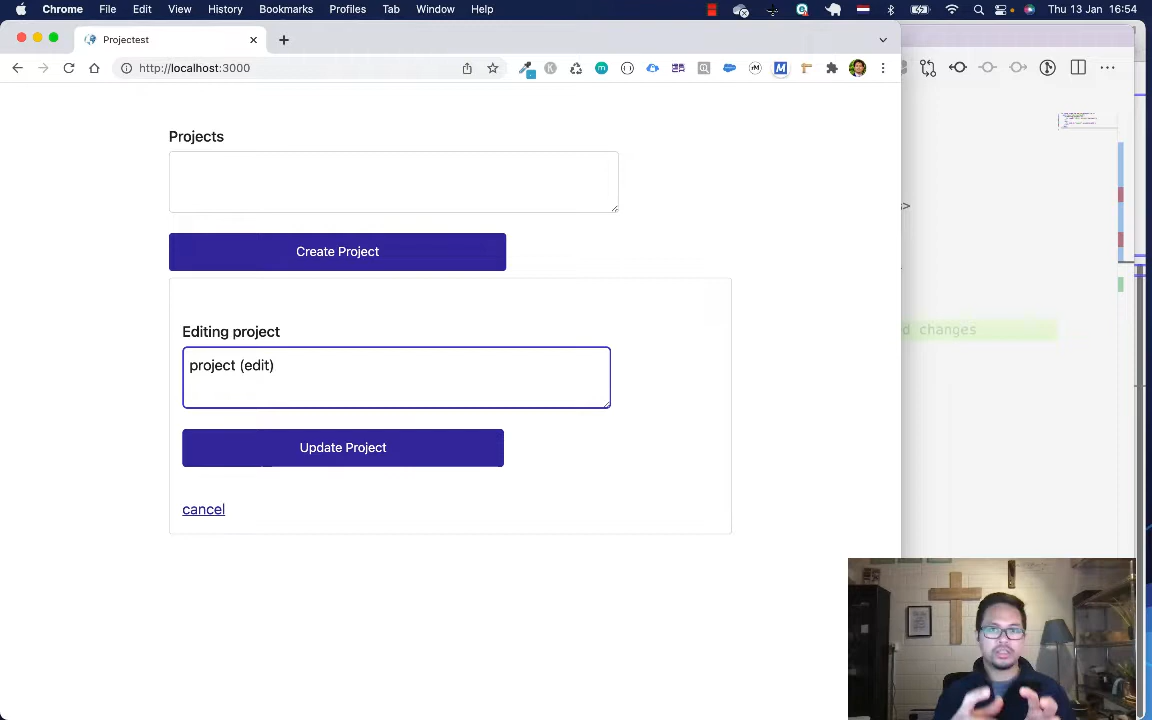 Chrome File Edit View History Bookmarks Profiles Tab Window Help Thu 13 Jan 16:54
Projectest
http://localhost:3000
Projects
Create Project
Editing project
project (edit)
Update Project
cancel
d changes